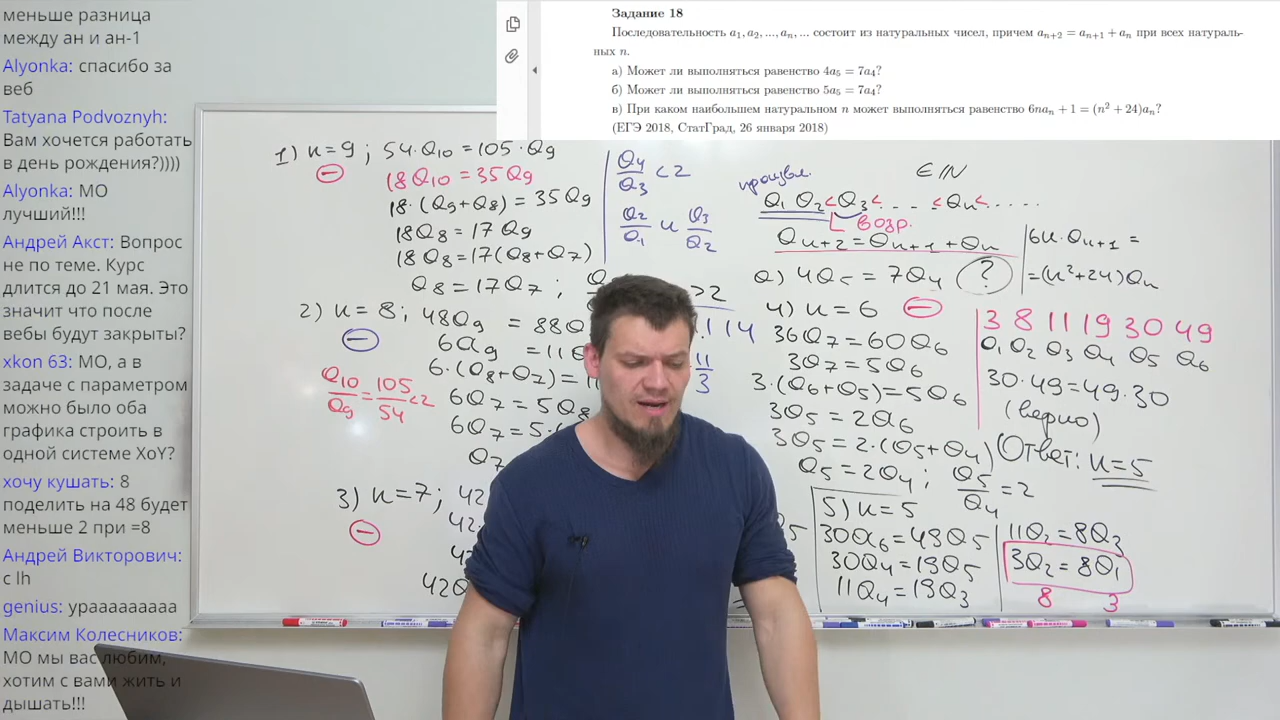 меньше разница
между ан и ан-1
Alyonka: спасибо за
веб
Tatyana Podvoznyh:
Вам хочется работать
в день рождения?))))
Alyonka: МО
лучший!!!
Андрей Акст: Вопрос
не по теме. Курс
длится до 21 мая. Это
значит что после
вебы будут закрыты?
xkon 63: МО, а в
задаче с параметром
можно было оба
графика строить в
одной системе XoY?
хочу кушать: 8
поделить на 48 будет
меньше 2 при =8
Андрей Викторович:
с lh
genius: урааааааааа
Максим Колесников:
МО мы вас любим,
хотим с вами жить и
дышать!!!
Задание 18
Последовательность a₁, a₂, ..., aₙ, ... состоит из натуральных чисел, причем aₙ₊₂ = aₙ₊₁ + aₙ при всех натураль-
ных n.
а) Может ли выполняться равенство 4a₅ = 7a₄?
б) Может ли выполняться равенство 5a₅ = 7a₄?
в) При каком наибольшем натуральном n может выполняться равенство 6naₙ + 1 = (n² + 24)aₙ?
(ЕГЭ 2018, СтатГрад, 26 января 2018)
1) n=9; 54·a₁₀ = 105·a₉
18a₁₀ = 35a₉
18·(a₉+a₈) = 35a₉
18a₈ = 17a₉
18a₈ = 17(a₈+a₇)
a₈ = 17a₇;
>2
2) n=8; 48a₉ = 88a
6a₉ = 11a
6·(a₈+a₇) = 11
6a₇ = 5a₈
6a₇ = 5·(
a₇
a₁₀/a₉ = 105/54 < 2
11/3
3) n=7; 42
42
42a
a₄/a₃ < 2
a₂/a₁ и a₃/a₂
произвл.
∈ ℕ
a₁ a₂ < a₃ < .... < aₙ < .....
возр.
aₙ₊₂ = aₙ₊₁ + aₙ
6n·aₙ₊₁ =
=(n²+24)aₙ
а) 4a₅ = 7a₄ ?
4) n=6
36a₇ = 60a₆
3a₇ = 5a₆
3·(a₆+a₅) = 5a₆
3a₅ = 2a₆
3a₅ = 2·(a₅+a₄)
a₅ = 2a₄; a₅/a₄ = 2
3 8 11 19 30 49
a₁ a₂ a₃ a₄ a₅ a₆
30·49 = 49·30
(верно)
Ответ: n=5
5) n=5
30a₆ = 49a₅
30a₄ = 19a₅
11a₄ = 19a₃
11a₂ = 8a₃
3a₂ = 8a₁
8 3